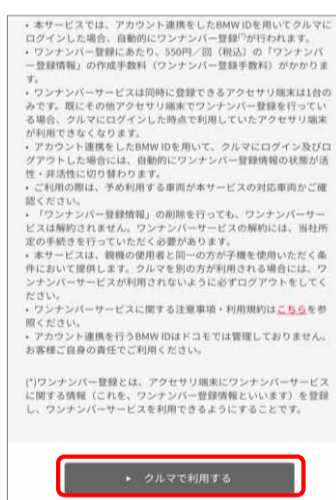 ・本サービスでは、アカウント連携をしたBMW IDを用いてクルマに
ログインした場合、自動的にワンナンバー登録(*)が行われます。
・ワンナンバー登録にあたり、550円／回（税込）の「ワンナンバ
ー登録情報」の作成手数料（ワンナンバー登録手数料）がかかりま
す。
・ワンナンバーサービスは同時に登録できるアクセサリ端末は1台の
みです。既にその他アクセサリ端末でワンナンバー登録を行ってい
る場合、クルマにログインした時点で利用していたアクセサリ端末
が利用できなくなります。
・アカウント連携をしたBMW IDを用いて、クルマにログイン及びロ
グアウトした場合には、自動的にワンナンバー登録情報の状態が活
性・非活性に切り替わります。
・ご利用の際は、予め利用する車両が本サービスの対応車両かご確
認ください。
・「ワンナンバー登録情報」の削除を行っても、ワンナンバーサー
ビスは解約されません。ワンナンバーサービスの解約には、当社所
定の手続きを行っていただく必要があります。
・本サービスは、親機の使用者と同一の方が子機を使用いただく条
件において提供します。クルマを別の方が利用される場合には、ワ
ンナンバーサービスが利用されないように必ずログアウトをしてく
ださい。
・ワンナンバーサービスに関する注意事項・利用規約はこちらを参
照ください。
・アカウント連携を行うBMW IDはドコモでは管理しておりません。
お客様ご自身の責任でご利用ください。
(*)ワンナンバー登録とは、アクセサリ端末にワンナンバーサービス
に関する情報（これを、ワンナンバー登録情報といいます）を登録
し、ワンナンバーサービスを利用できるようにすることです。
クルマで利用する